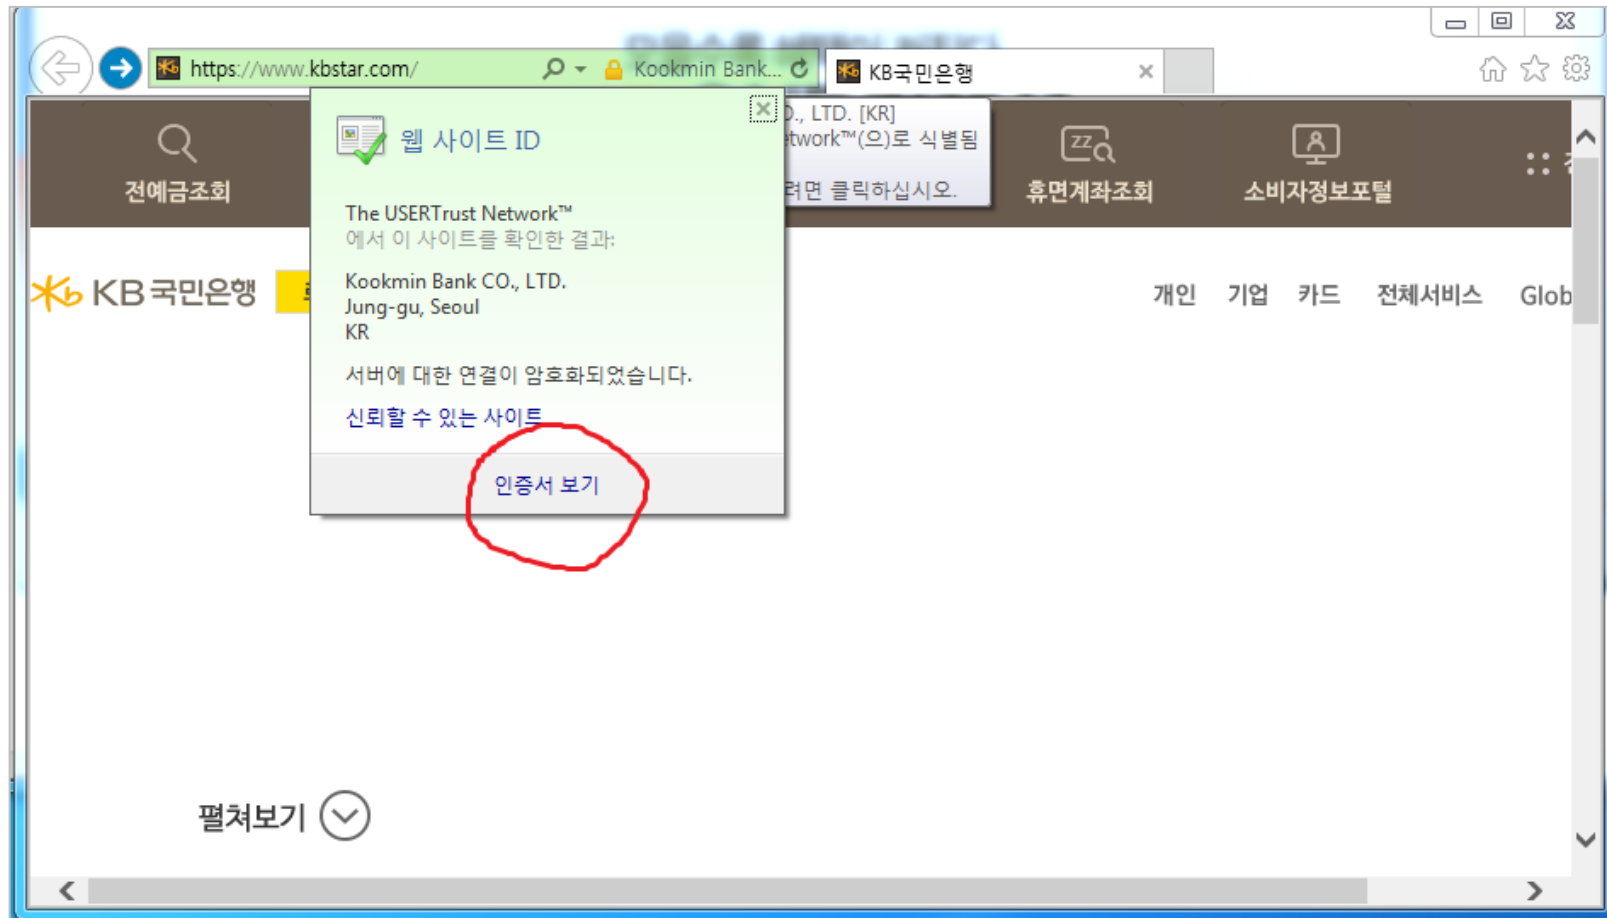 https://www.kbstar.com/
Kookmin Bank...
KB국민은행
O., LTD. [KR]
etwork™(으)로 식별됨
려면 클릭하십시오.
전예금조회
휴면계좌조회
소비자정보포털
웹 사이트 ID
The USERTrust Network™
에서 이 사이트를 확인한 결과:
Kookmin Bank CO., LTD.
Jung-gu, Seoul
KR
서버에 대한 연결이 암호화되었습니다.
신뢰할 수 있는 사이트
인증서 보기
KB국민은행
개인 기업 카드 전체서비스 Glob
펼쳐보기